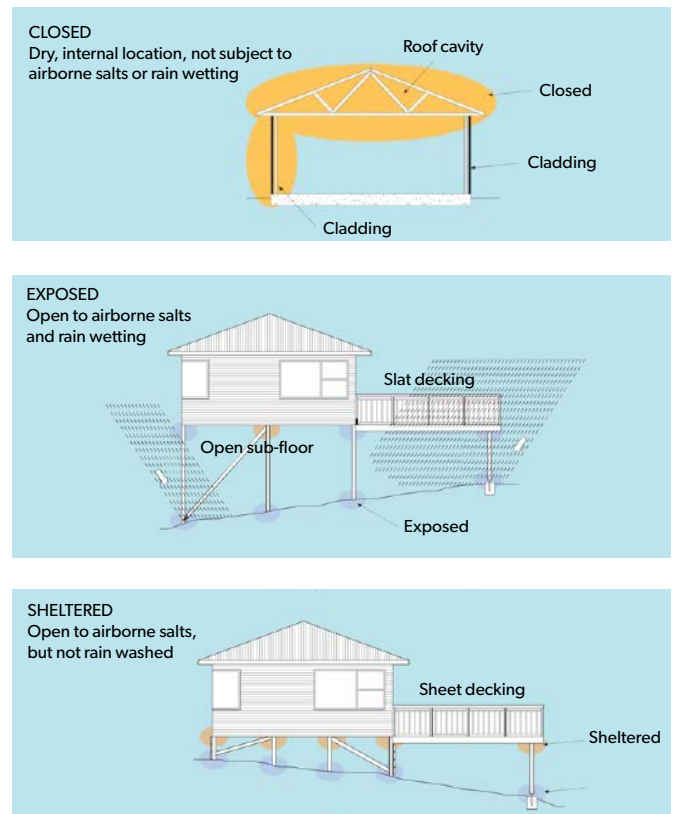 CLOSED
Dry, internal location, not subject to
airborne salts or rain wetting
Roof cavity
Closed
Cladding
Cladding
EXPOSED
Open to airborne salts
and rain wetting
Slat decking
Open sub-floor
Exposed
SHELTERED
Open to airborne salts,
but not rain washed
Sheet decking
Sheltered